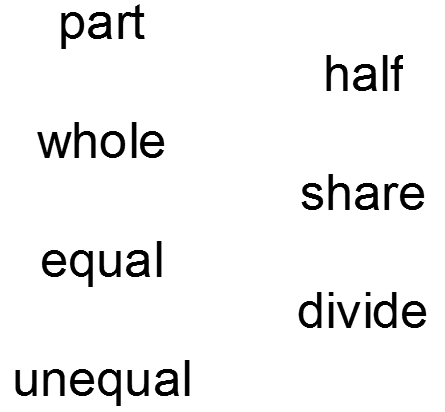 part
half
whole
share
equal
divide
unequal